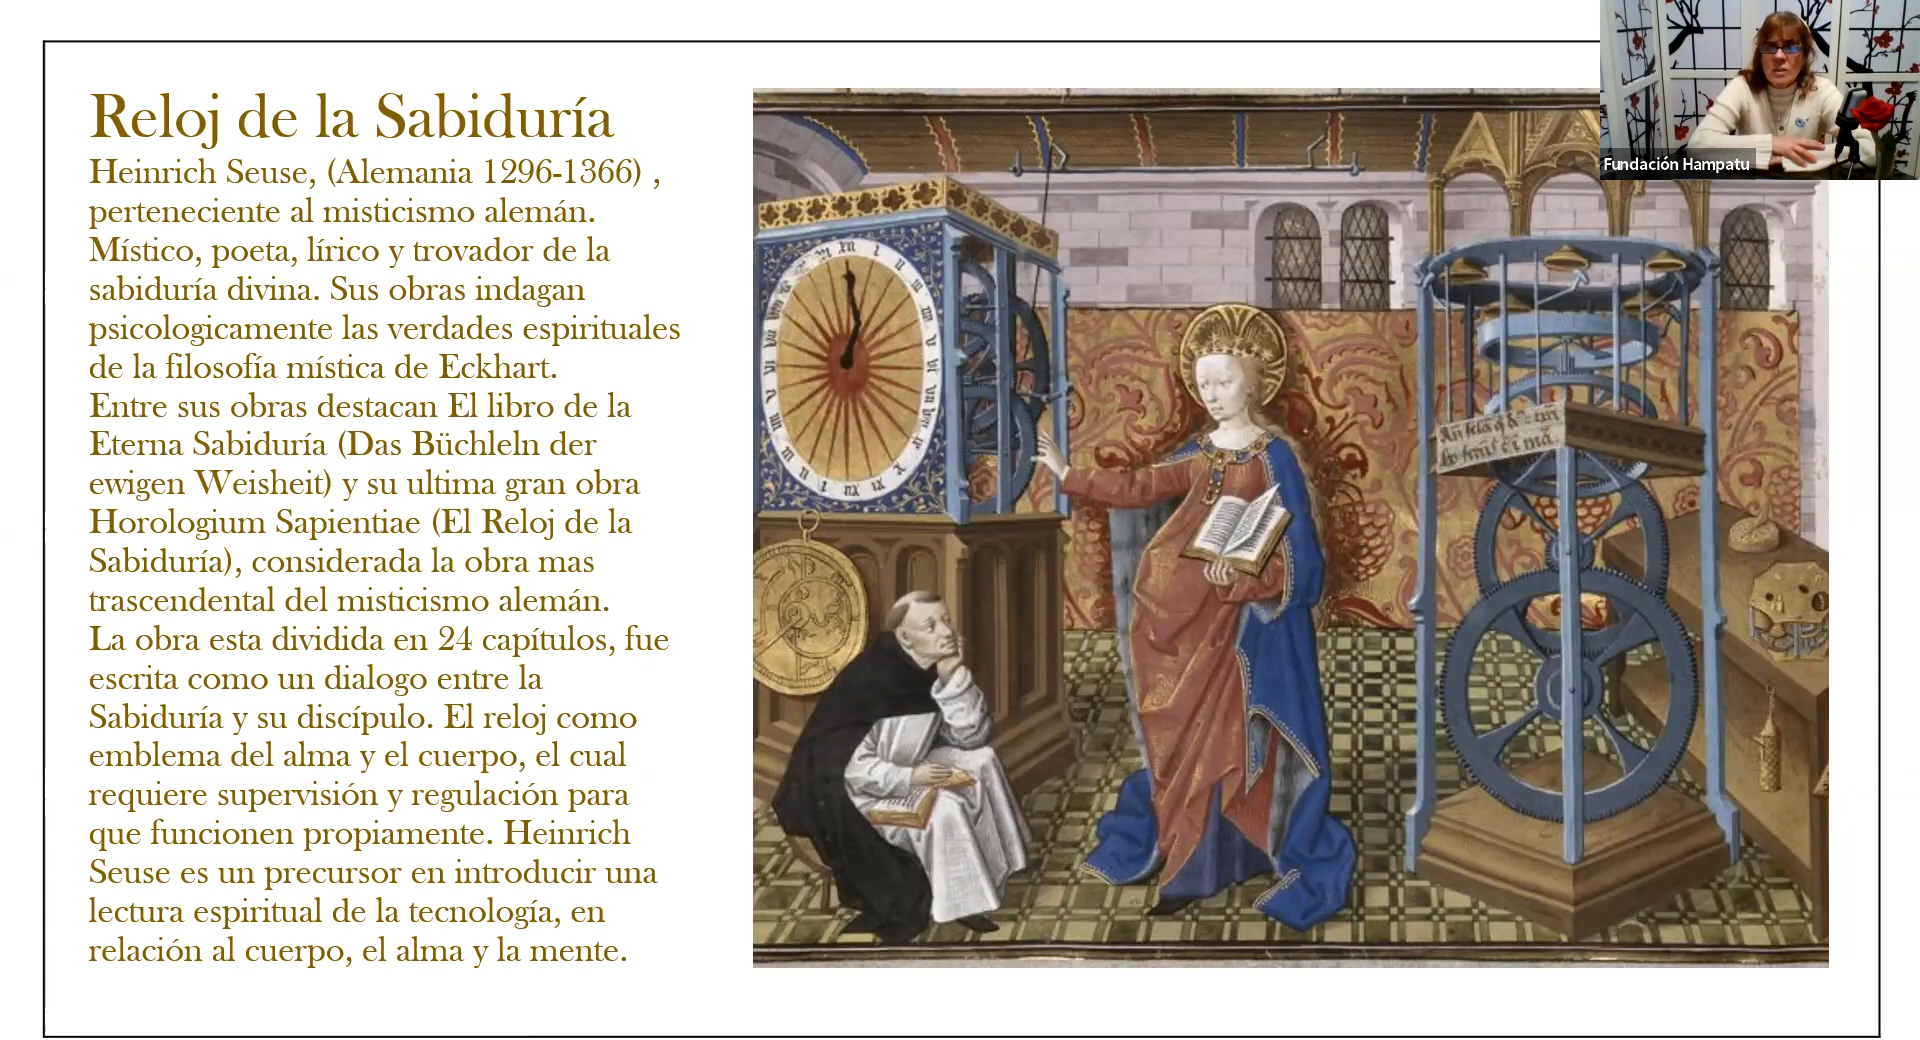 Reloj de la Sabiduría
Heinrich Seuse, (Alemania 1296-1366) ,
perteneciente al misticismo alemán.
Místico, poeta, lírico y trovador de la
sabiduría divina. Sus obras indagan
psicologicamente las verdades espirituales
de la filosofía mística de Eckhart.
Entre sus obras destacan El libro de la
Eterna Sabiduría (Das Büchleln der
ewigen Weisheit) y su ultima gran obra
Horologium Sapientiae (El Reloj de la
Sabiduría), considerada la obra mas
trascendental del misticismo alemán.
La obra esta dividida en 24 capítulos, fue
escrita como un dialogo entre la
Sabiduría y su discípulo. El reloj como
emblema del alma y el cuerpo, el cual
requiere supervisión y regulación para
que funcionen propiamente. Heinrich
Seuse es un precursor en introducir una
lectura espiritual de la tecnología, en
relación al cuerpo, el alma y la mente.
Fundación Hampatu